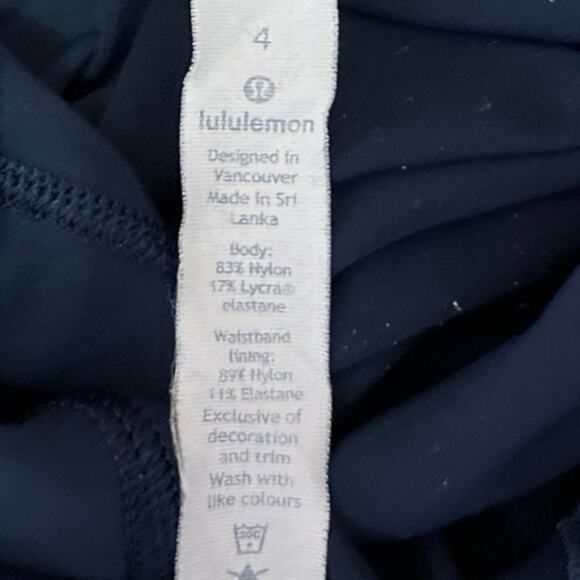 4
lululemon
Designed in
Vancouver
Made in Sri
Lanka
Body:
83% Nylon
17% Lycra®
elastane
Waistband
lining:
89% Nylon
11% Elastane
Exclusive of
decoration
and trim
Wash with
like colours
30C